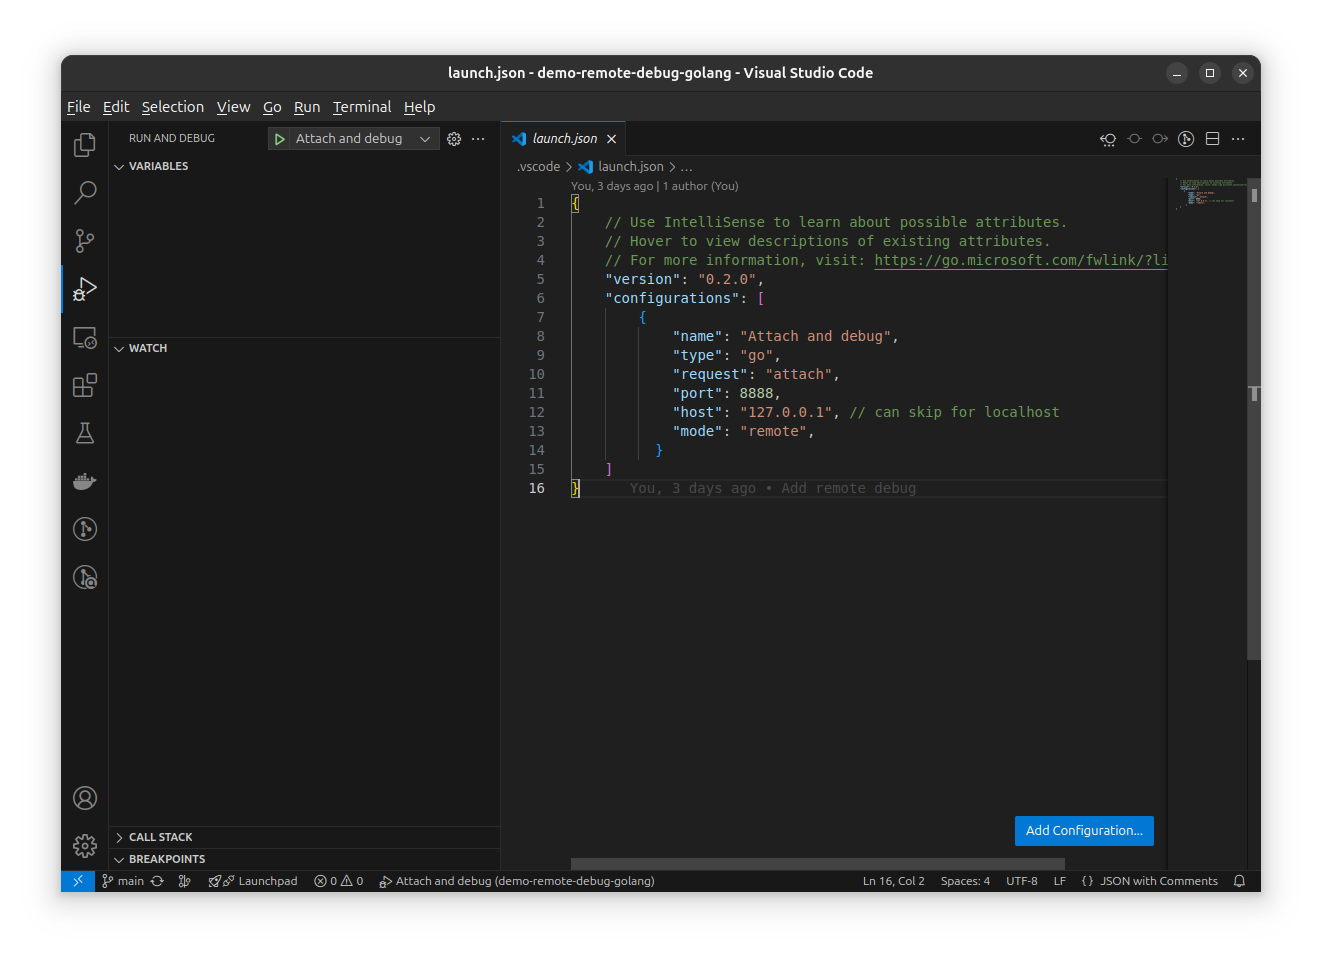 launch.json - demo-remote-debug-golang - Visual Studio Code
File Edit Selection View Go Run Terminal Help
RUN AND DEBUG
Attach and debug
VARIABLES
WATCH
CALL STACK
BREAKPOINTS
launch.json
.vscode > launch.json > ...
You, 3 days ago | 1 author (You)
1 {
2 // Use IntelliSense to learn about possible attributes.
3 // Hover to view descriptions of existing attributes.
4 // For more information, visit: https://go.microsoft.com/fwlink/?li
5 "version": "0.2.0",
6 "configurations": [
7 {
8 "name": "Attach and debug",
9 "type": "go",
10 "request": "attach",
11 "port": 8888,
12 "host": "127.0.0.1", // can skip for localhost
13 "mode": "remote",
14 }
15 ]
16 } You, 3 days ago • Add remote debug
Add Configuration...
main Launchpad 0 0 Attach and debug (demo-remote-debug-golang) Ln 16, Col 2 Spaces: 4 UTF-8 LF {} JSON with Comments